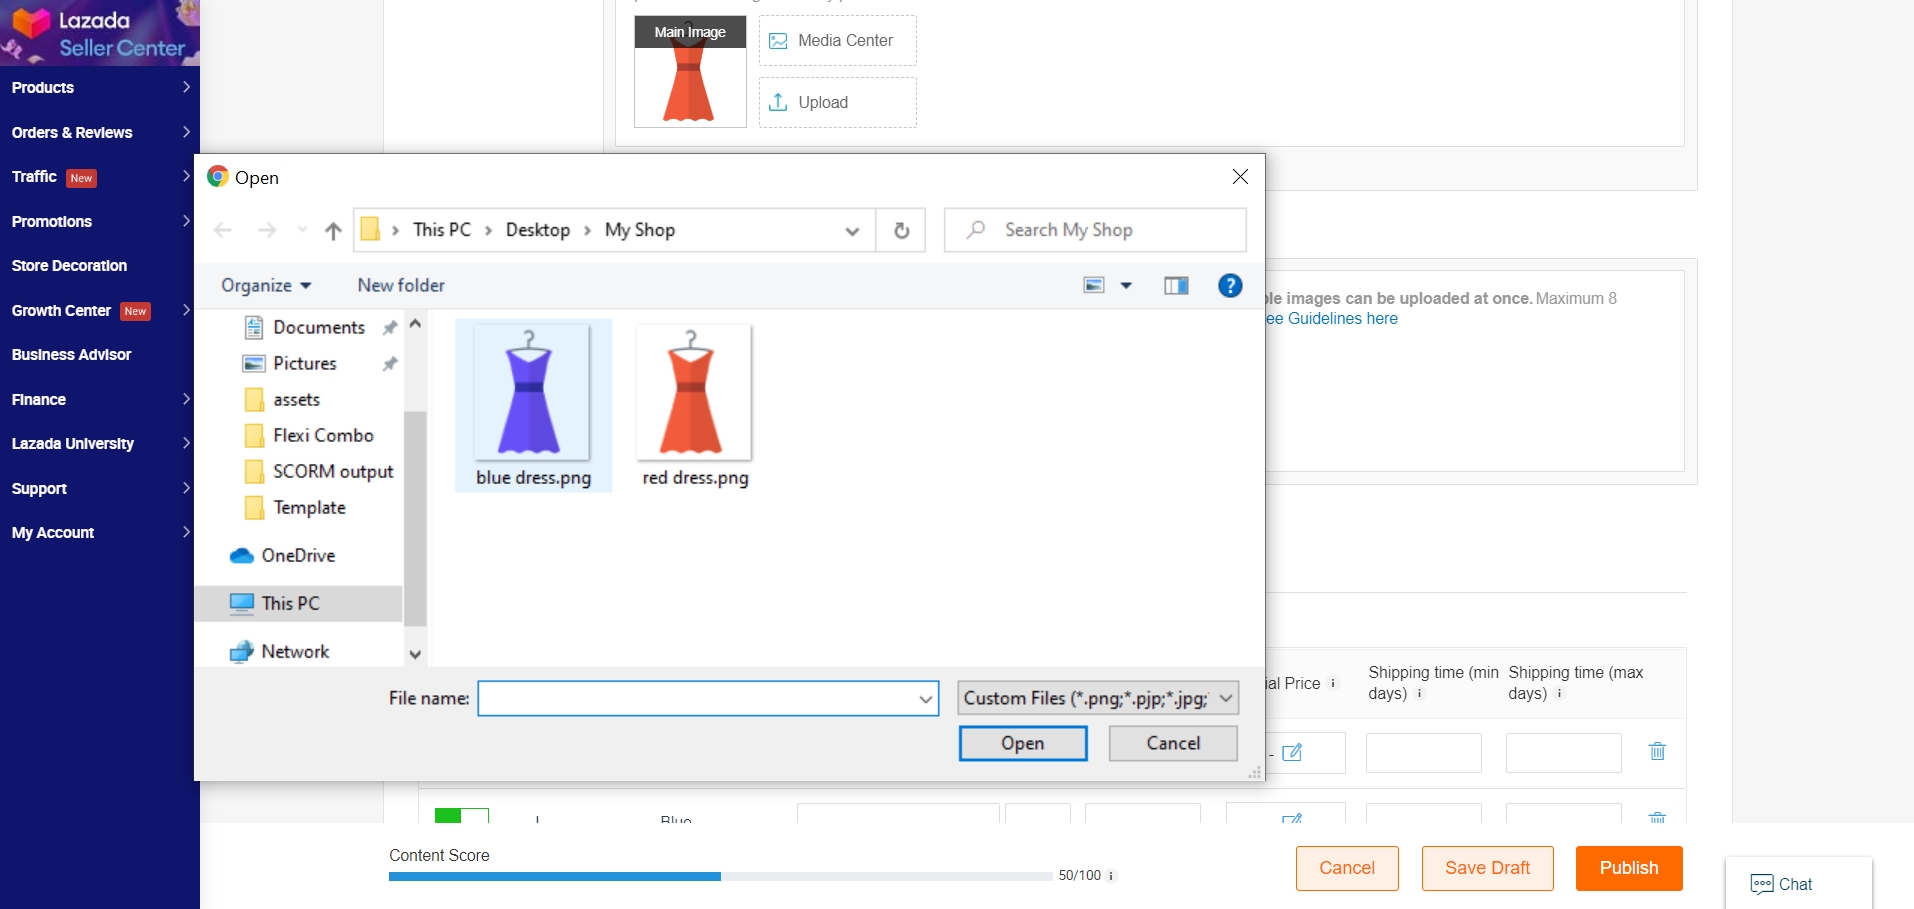 Lazada
Seller Center
Products
Orders & Reviews
Traffic New
Promotions
Store Decoration
Growth Center New
Business Advisor
Finance
Lazada University
Support
My Account
Main Image
Media Center
Upload
Open
This PC > Desktop > My Shop
Search My Shop
Organize
New folder
Documents
Pictures
assets
Flexi Combo
SCORM output
Template
OneDrive
This PC
Network
blue dress.png
red dress.png
File name:
Custom Files (*.png;*.pjp;*.jpg;
Open
Cancel
ble images can be uploaded at once. Maximum 8
ee Guidelines here
ial Price
Shipping time (min
days)
Shipping time (max
days)
-
Blue
Content Score
50/100
Cancel
Save Draft
Publish
Chat